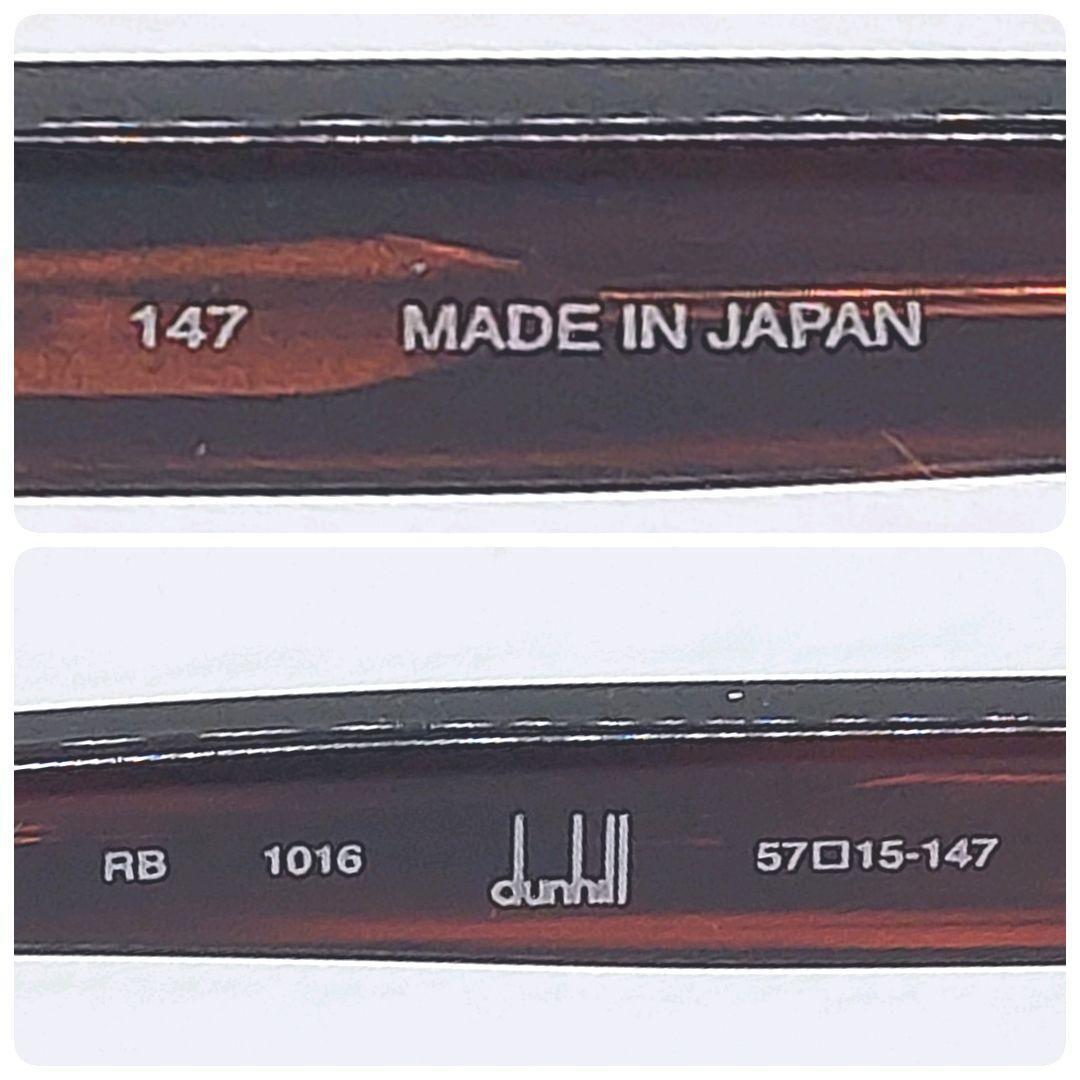 147 MADE IN JAPAN
RB 1016 dunhill 57□15-147